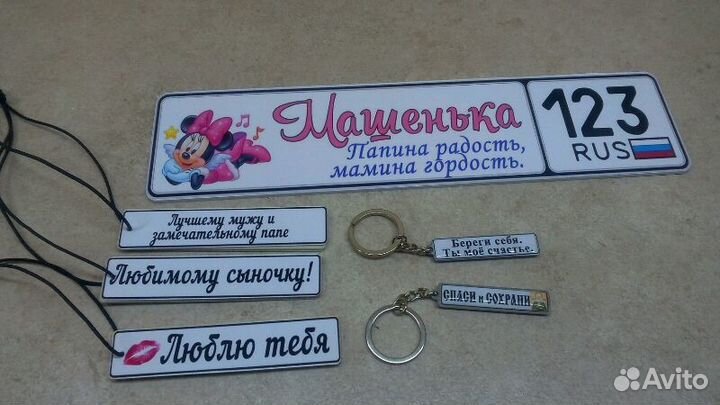 Машенька
Папина радость,
мамина гордость.
123
RUS
Лучшему мужу и
замечательному папе
Любимому сыночку!
Люблю тебя
Береги себя.
Ты моё счастье.
СПАСИ и СОХРАНИ
Avito